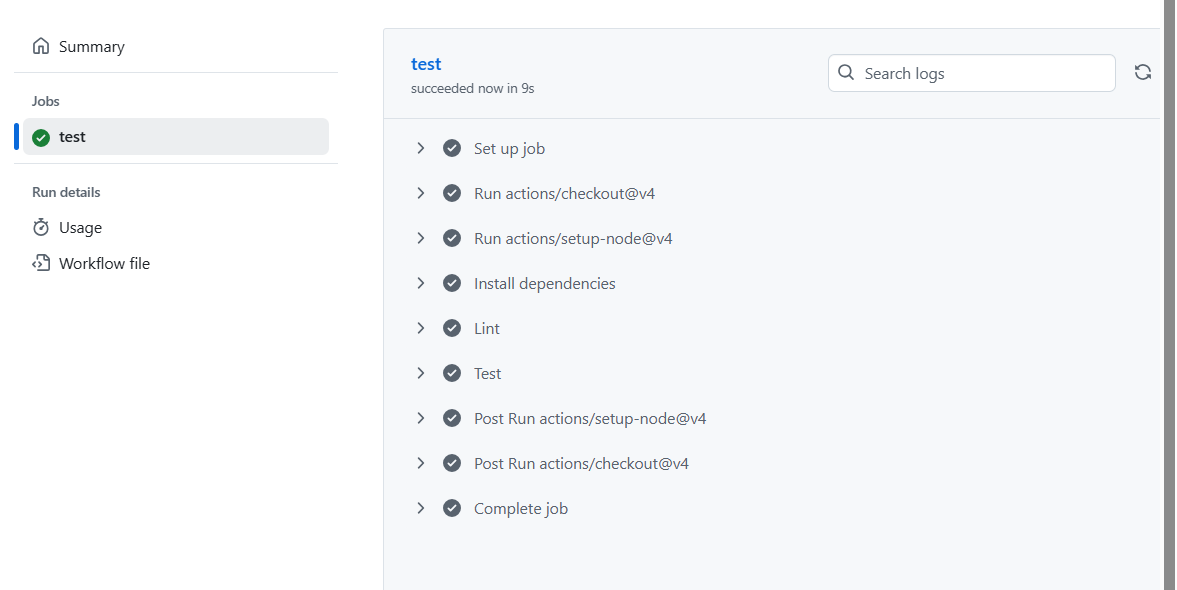 Summary
Jobs
test
Run details
Usage
Workflow file
test
succeeded now in 9s
Search logs
Set up job
Run actions/checkout@v4
Run actions/setup-node@v4
Install dependencies
Lint
Test
Post Run actions/setup-node@v4
Post Run actions/checkout@v4
Complete job